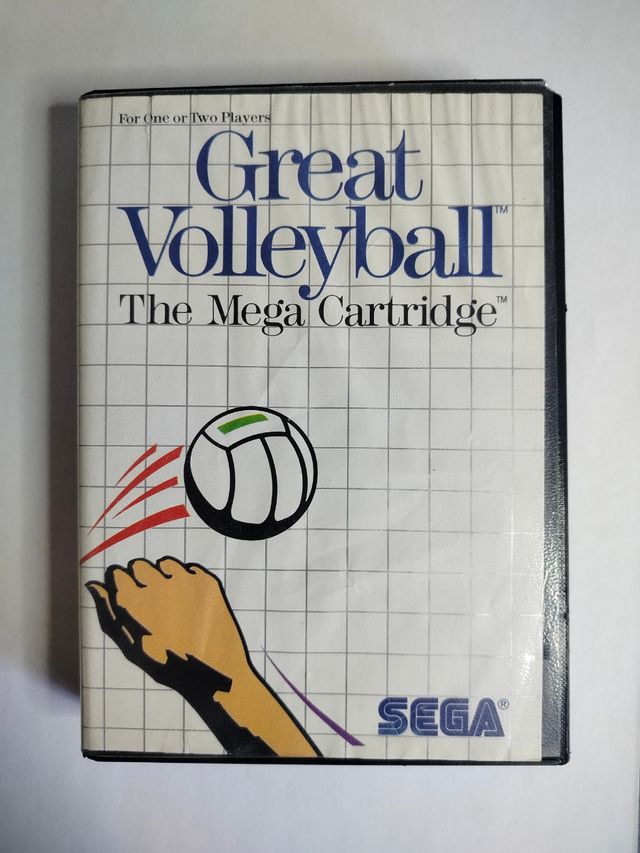 For One or Two Players
Great
Volleyball™
The Mega Cartridge™
SEGA®